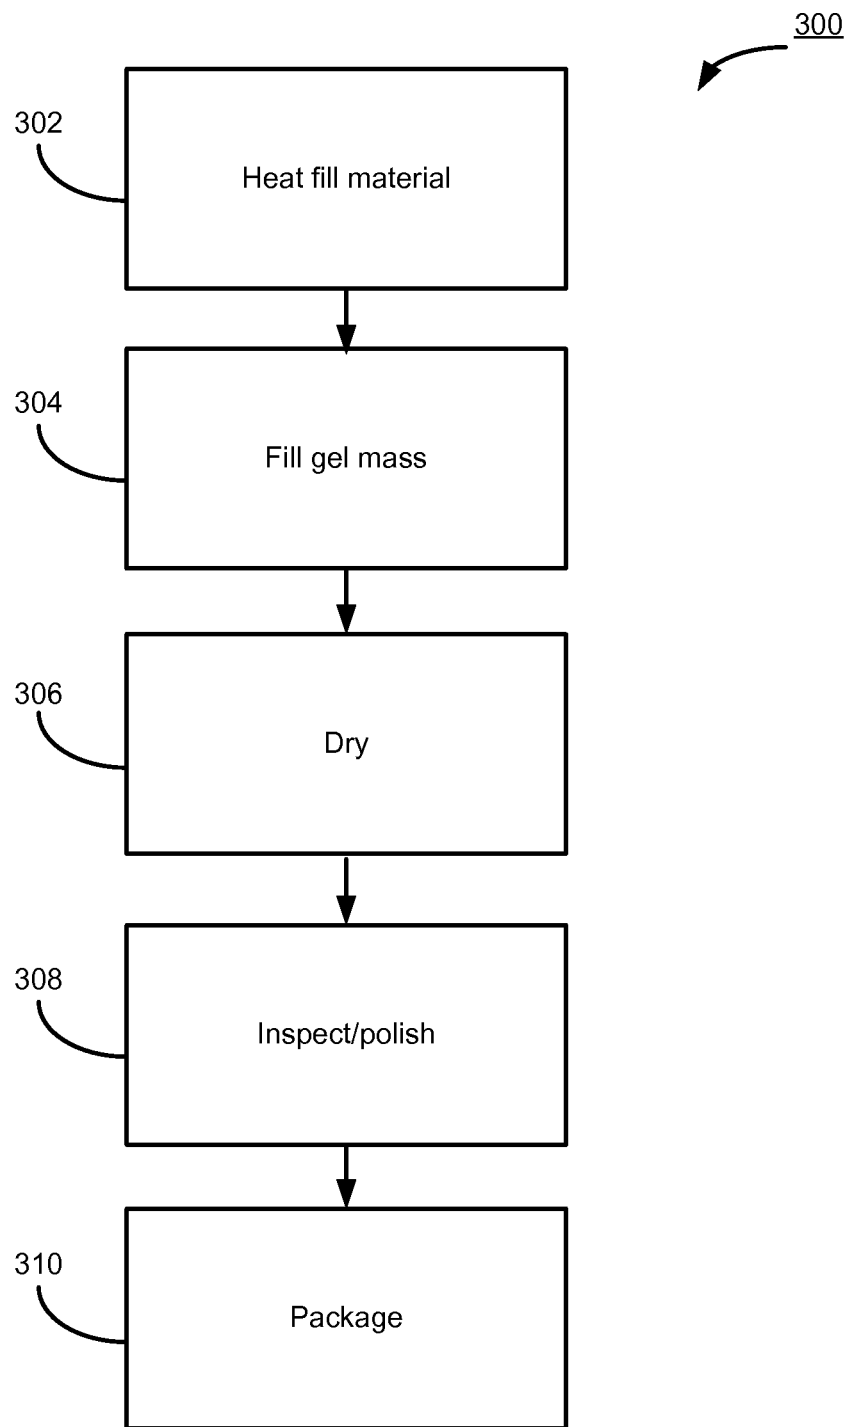 300
302
Heat fill material
304
Fill gel mass
306
Dry
308
Inspect/polish
310
Package